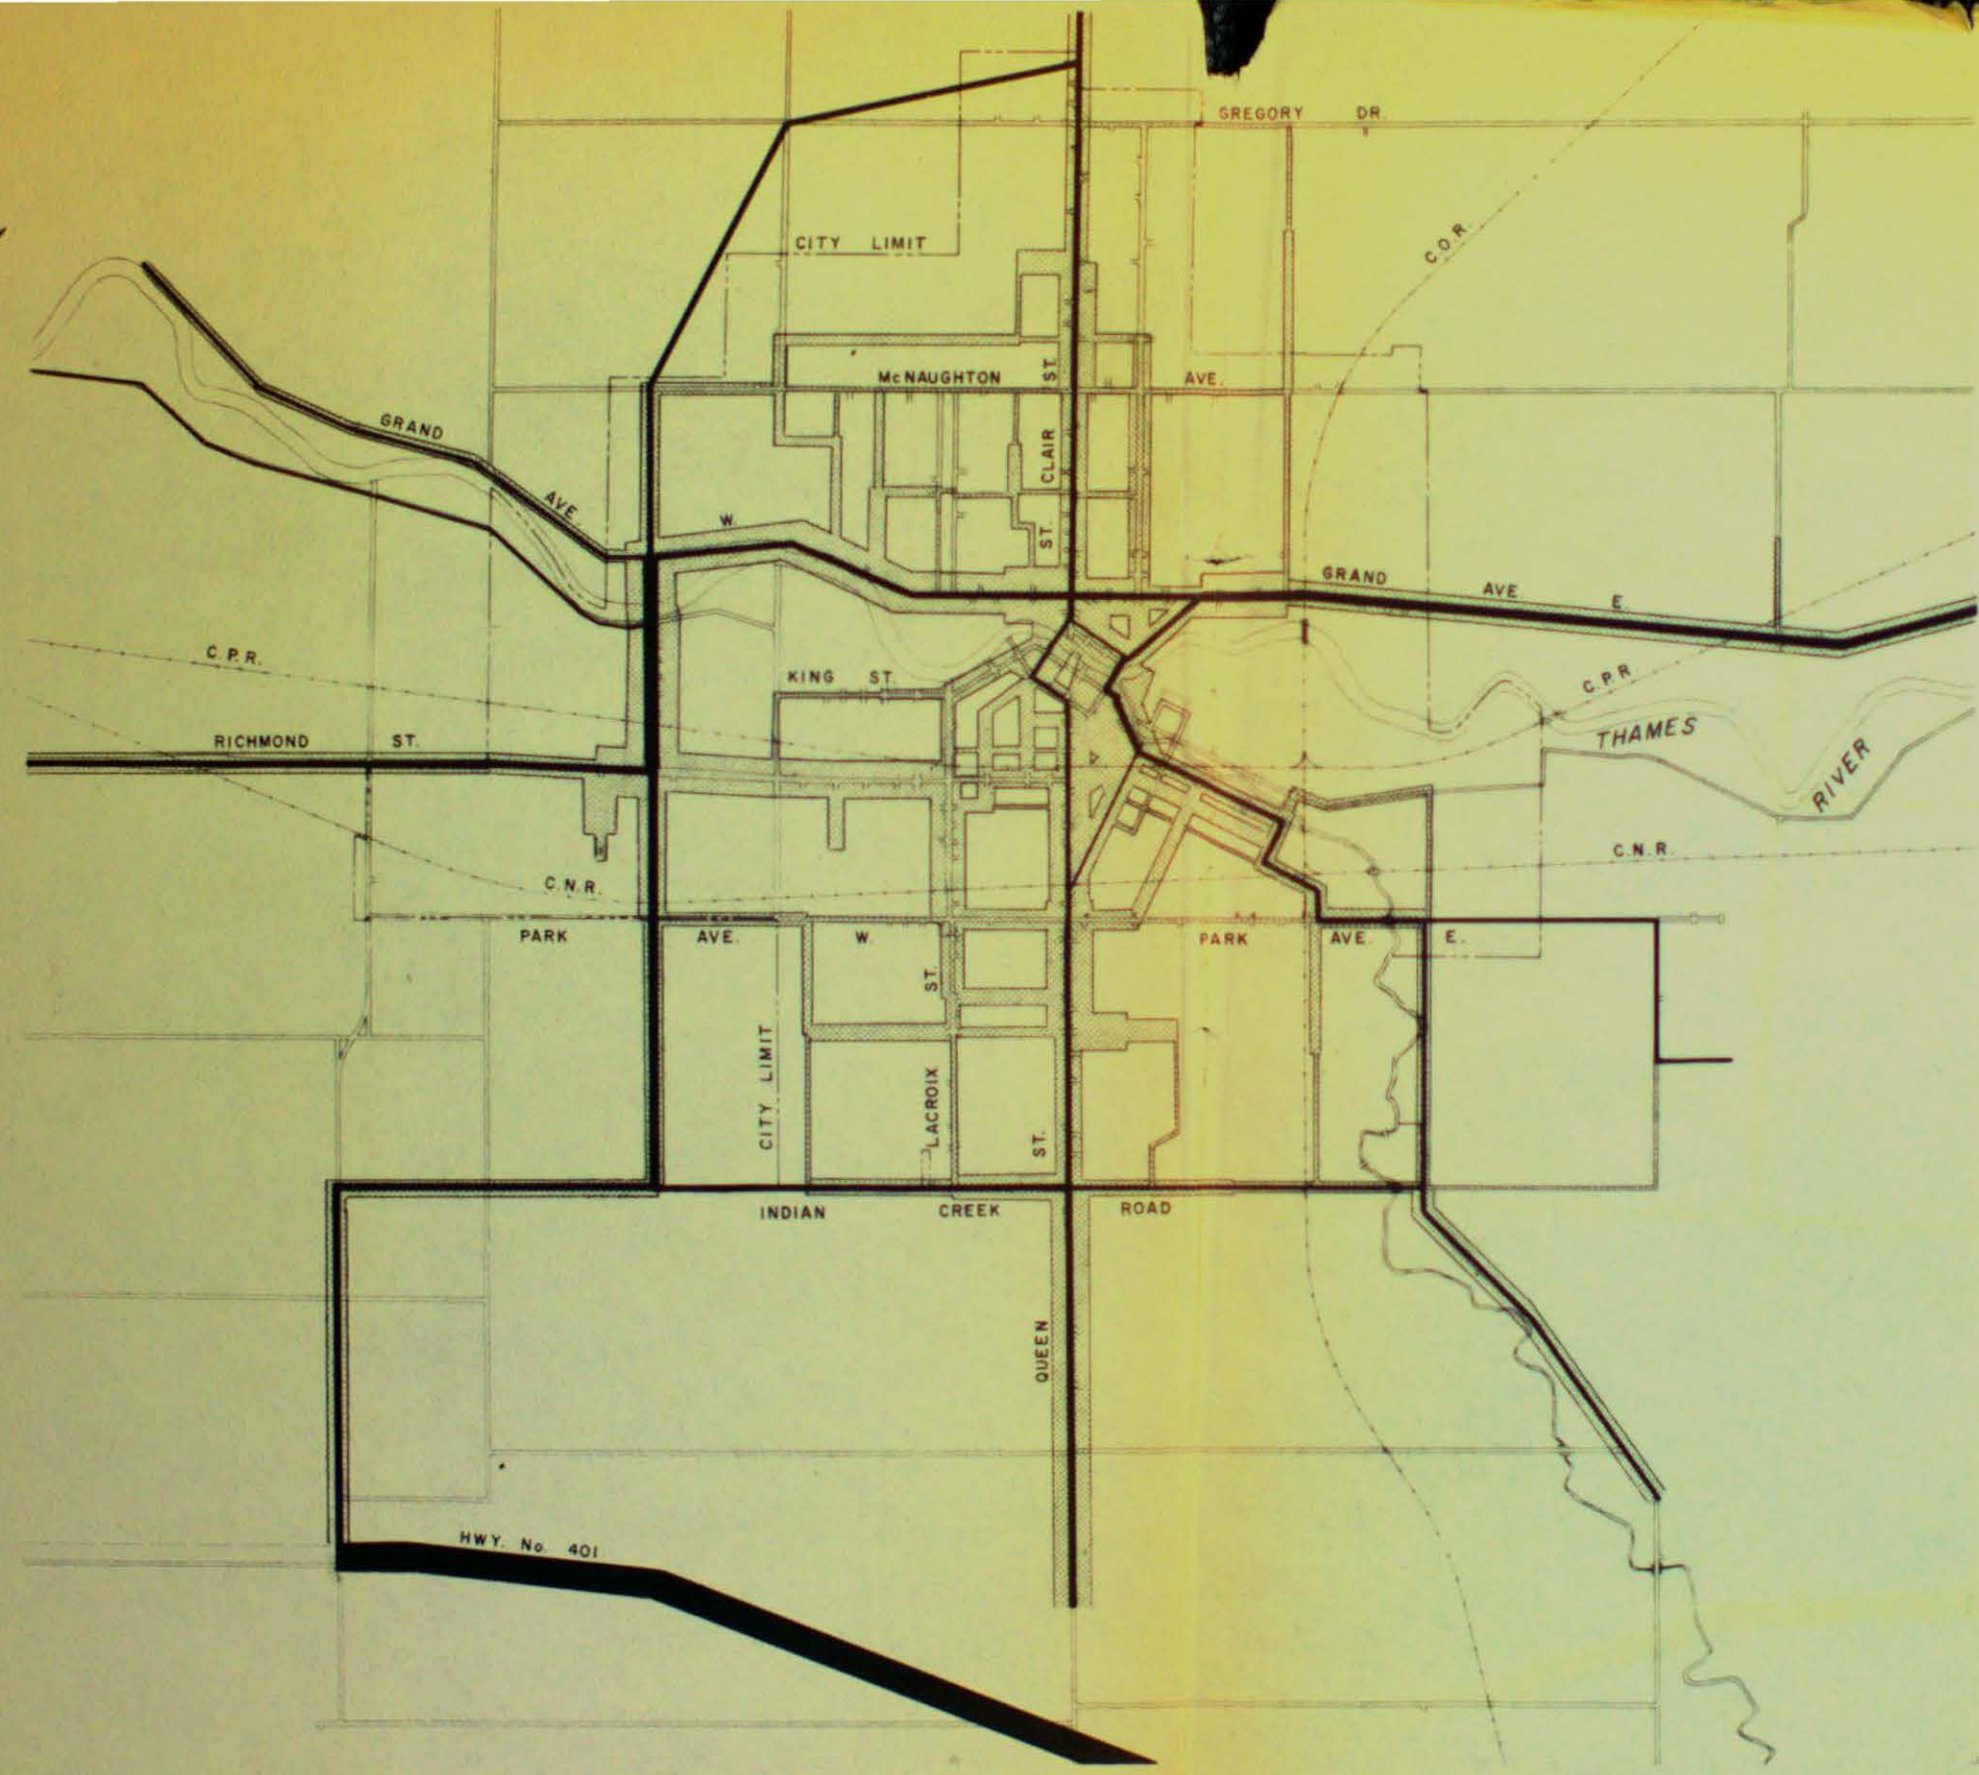 GREGORY DR.
C.O.R.
CITY LIMIT
McNAUGHTON AVE.
ST. CLAIR ST.
GRAND AVE. W.
GRAND AVE E.
C.P.R.
KING ST.
C.P.R.
THAMES RIVER
RICHMOND ST.
C.N.R.
C.N.R.
PARK AVE. W.
PARK AVE. E.
LACROIX ST.
CITY LIMIT
INDIAN CREEK ROAD
QUEEN ST.
HWY. No. 401